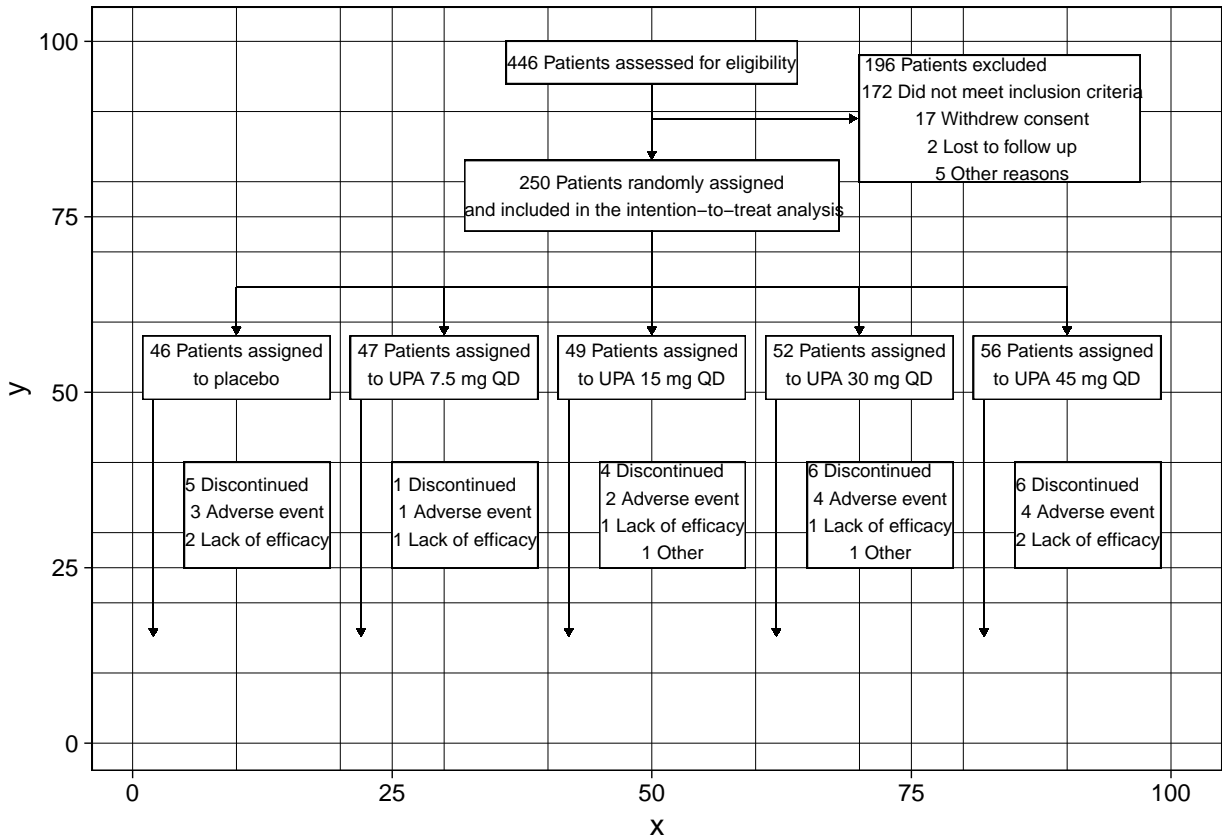 446 Patients assessed for eligibility
196 Patients excluded
172 Did not meet inclusion criteria
17 Withdrew consent
2 Lost to follow up
5 Other reasons
250 Patients randomly assigned
and included in the intention−to−treat analysis
46 Patients assigned
to placebo
47 Patients assigned
to UPA 7.5 mg QD
49 Patients assigned
to UPA 15 mg QD
52 Patients assigned
to UPA 30 mg QD
56 Patients assigned
to UPA 45 mg QD
5 Discontinued
3 Adverse event
2 Lack of efficacy
1 Discontinued
1 Adverse event
1 Lack of efficacy
4 Discontinued
2 Adverse event
1 Lack of efficacy
1 Other
6 Discontinued
4 Adverse event
1 Lack of efficacy
1 Other
6 Discontinued
4 Adverse event
2 Lack of efficacy
100
75
50
25
0
y
0
25
50
75
100
x